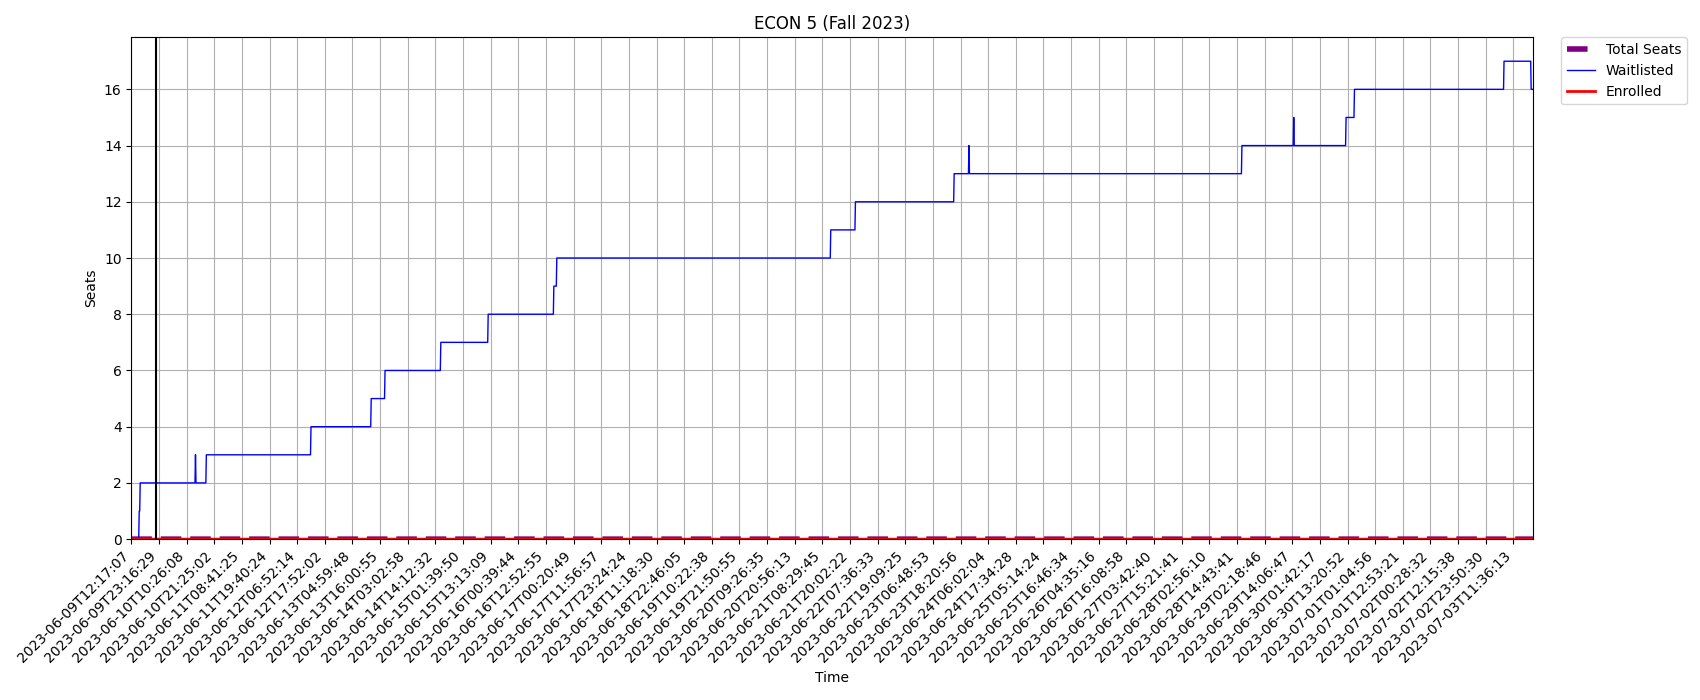 ECON 5 (Fall 2023)
Total Seats
Waitlisted
Enrolled
Seats
16
14
12
10
8
6
4
2
0
2023-06-09T12:17:07
2023-06-09T23:16:29
2023-06-10T10:26:08
2023-06-10T21:25:02
2023-06-11T08:41:25
2023-06-11T19:40:24
2023-06-12T06:52:14
2023-06-12T17:52:02
2023-06-13T04:59:48
2023-06-13T16:00:55
2023-06-14T03:02:58
2023-06-14T14:12:32
2023-06-15T01:39:50
2023-06-15T13:13:09
2023-06-16T00:39:44
2023-06-16T12:52:55
2023-06-17T00:20:49
2023-06-17T11:56:57
2023-06-17T23:24:24
2023-06-18T11:18:30
2023-06-18T22:46:05
2023-06-19T10:22:38
2023-06-19T21:50:55
2023-06-20T09:26:35
2023-06-20T20:56:13
2023-06-21T08:29:45
2023-06-21T20:02:22
2023-06-22T07:36:33
2023-06-22T19:09:25
2023-06-23T06:48:53
2023-06-23T18:20:56
2023-06-24T06:02:04
2023-06-24T17:34:28
2023-06-25T05:14:24
2023-06-25T16:46:34
2023-06-26T04:35:16
2023-06-26T16:08:58
2023-06-27T03:42:40
2023-06-27T15:21:41
2023-06-28T02:56:10
2023-06-28T14:43:41
2023-06-29T02:18:46
2023-06-29T14:06:47
2023-06-30T01:42:17
2023-06-30T13:20:52
2023-07-01T01:04:56
2023-07-01T12:53:21
2023-07-02T00:28:32
2023-07-02T12:15:38
2023-07-02T23:50:30
2023-07-03T11:36:13
Time